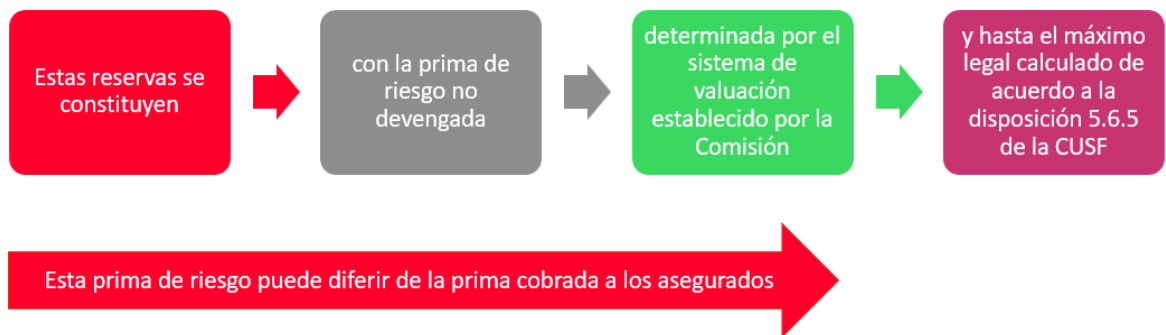 Estas reservas se
constituyen
con la prima de
riesgo no
devengada
determinada por el
sistema de
valuación
establecido por la
Comisión
y hasta el máximo
legal calculado de
acuerdo a la
disposición 5.6.5
de la CUSF
Esta prima de riesgo puede diferir de la prima cobrada a los asegurados